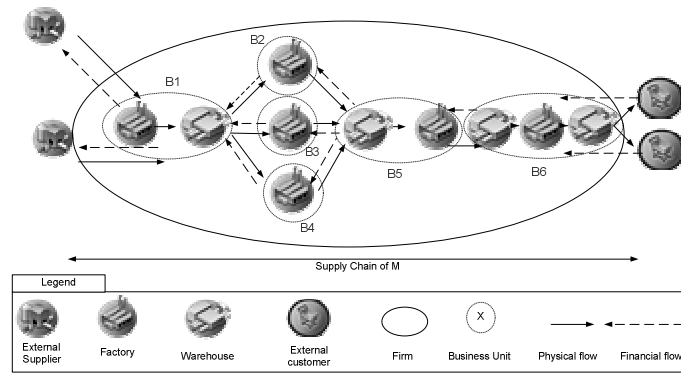 B2
B1
B3
B5
B6
B4
Supply Chain of M
Legend
X
External
Supplier
Factory
Warehouse
External
customer
Firm
Business Unit
Physical flow
Financial flow